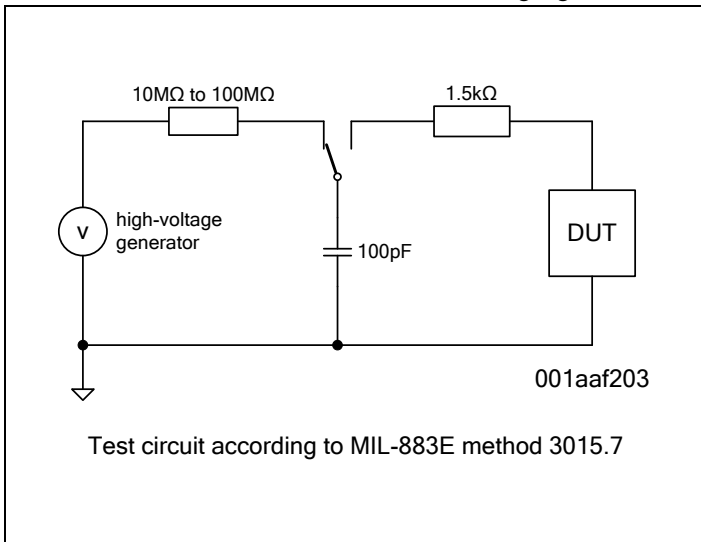 10MΩ to 100MΩ
1.5kΩ
V
high-voltage
generator
100pF
DUT
001aaf203
Test circuit according to MIL-883E method 3015.7